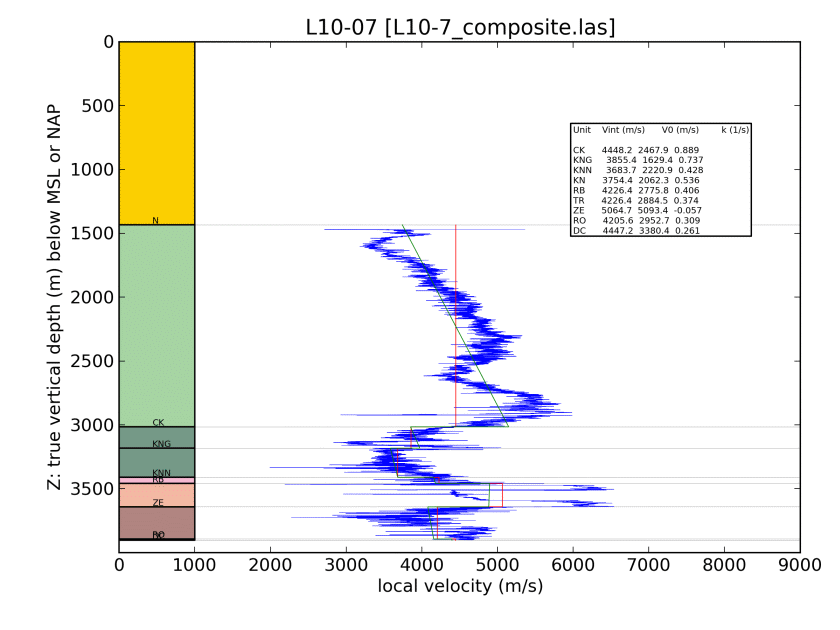 L10-07 [L10-7_composite.las]
Z: true vertical depth (m) below MSL or NAP
0
500
1000
1500
2000
2500
3000
3500
N
CK
KNG
KNN
RB
ZE
RO
Unit Vint (m/s) V0 (m/s) k (1/s)
CK 4448.2 2467.9 0.889
KNG 3855.4 1629.4 0.737
KNN 3683.7 2220.9 0.428
KN 3754.4 2062.3 0.536
RB 4226.4 2775.8 0.406
TR 4226.4 2884.5 0.374
ZE 5064.7 5093.4 -0.057
RO 4205.6 2952.7 0.309
DC 4447.2 3380.4 0.261
0 1000 2000 3000 4000 5000 6000 7000 8000 9000
local velocity (m/s)